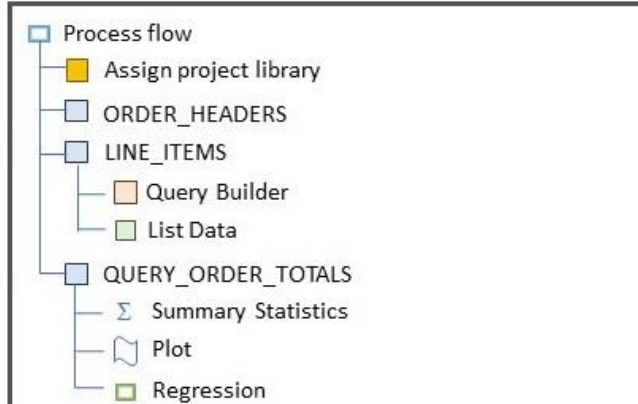 Process flow
Assign project library
ORDER_HEADERS
LINE_ITEMS
Query Builder
List Data
QUERY_ORDER_TOTALS
Σ Summary Statistics
Plot
Regression